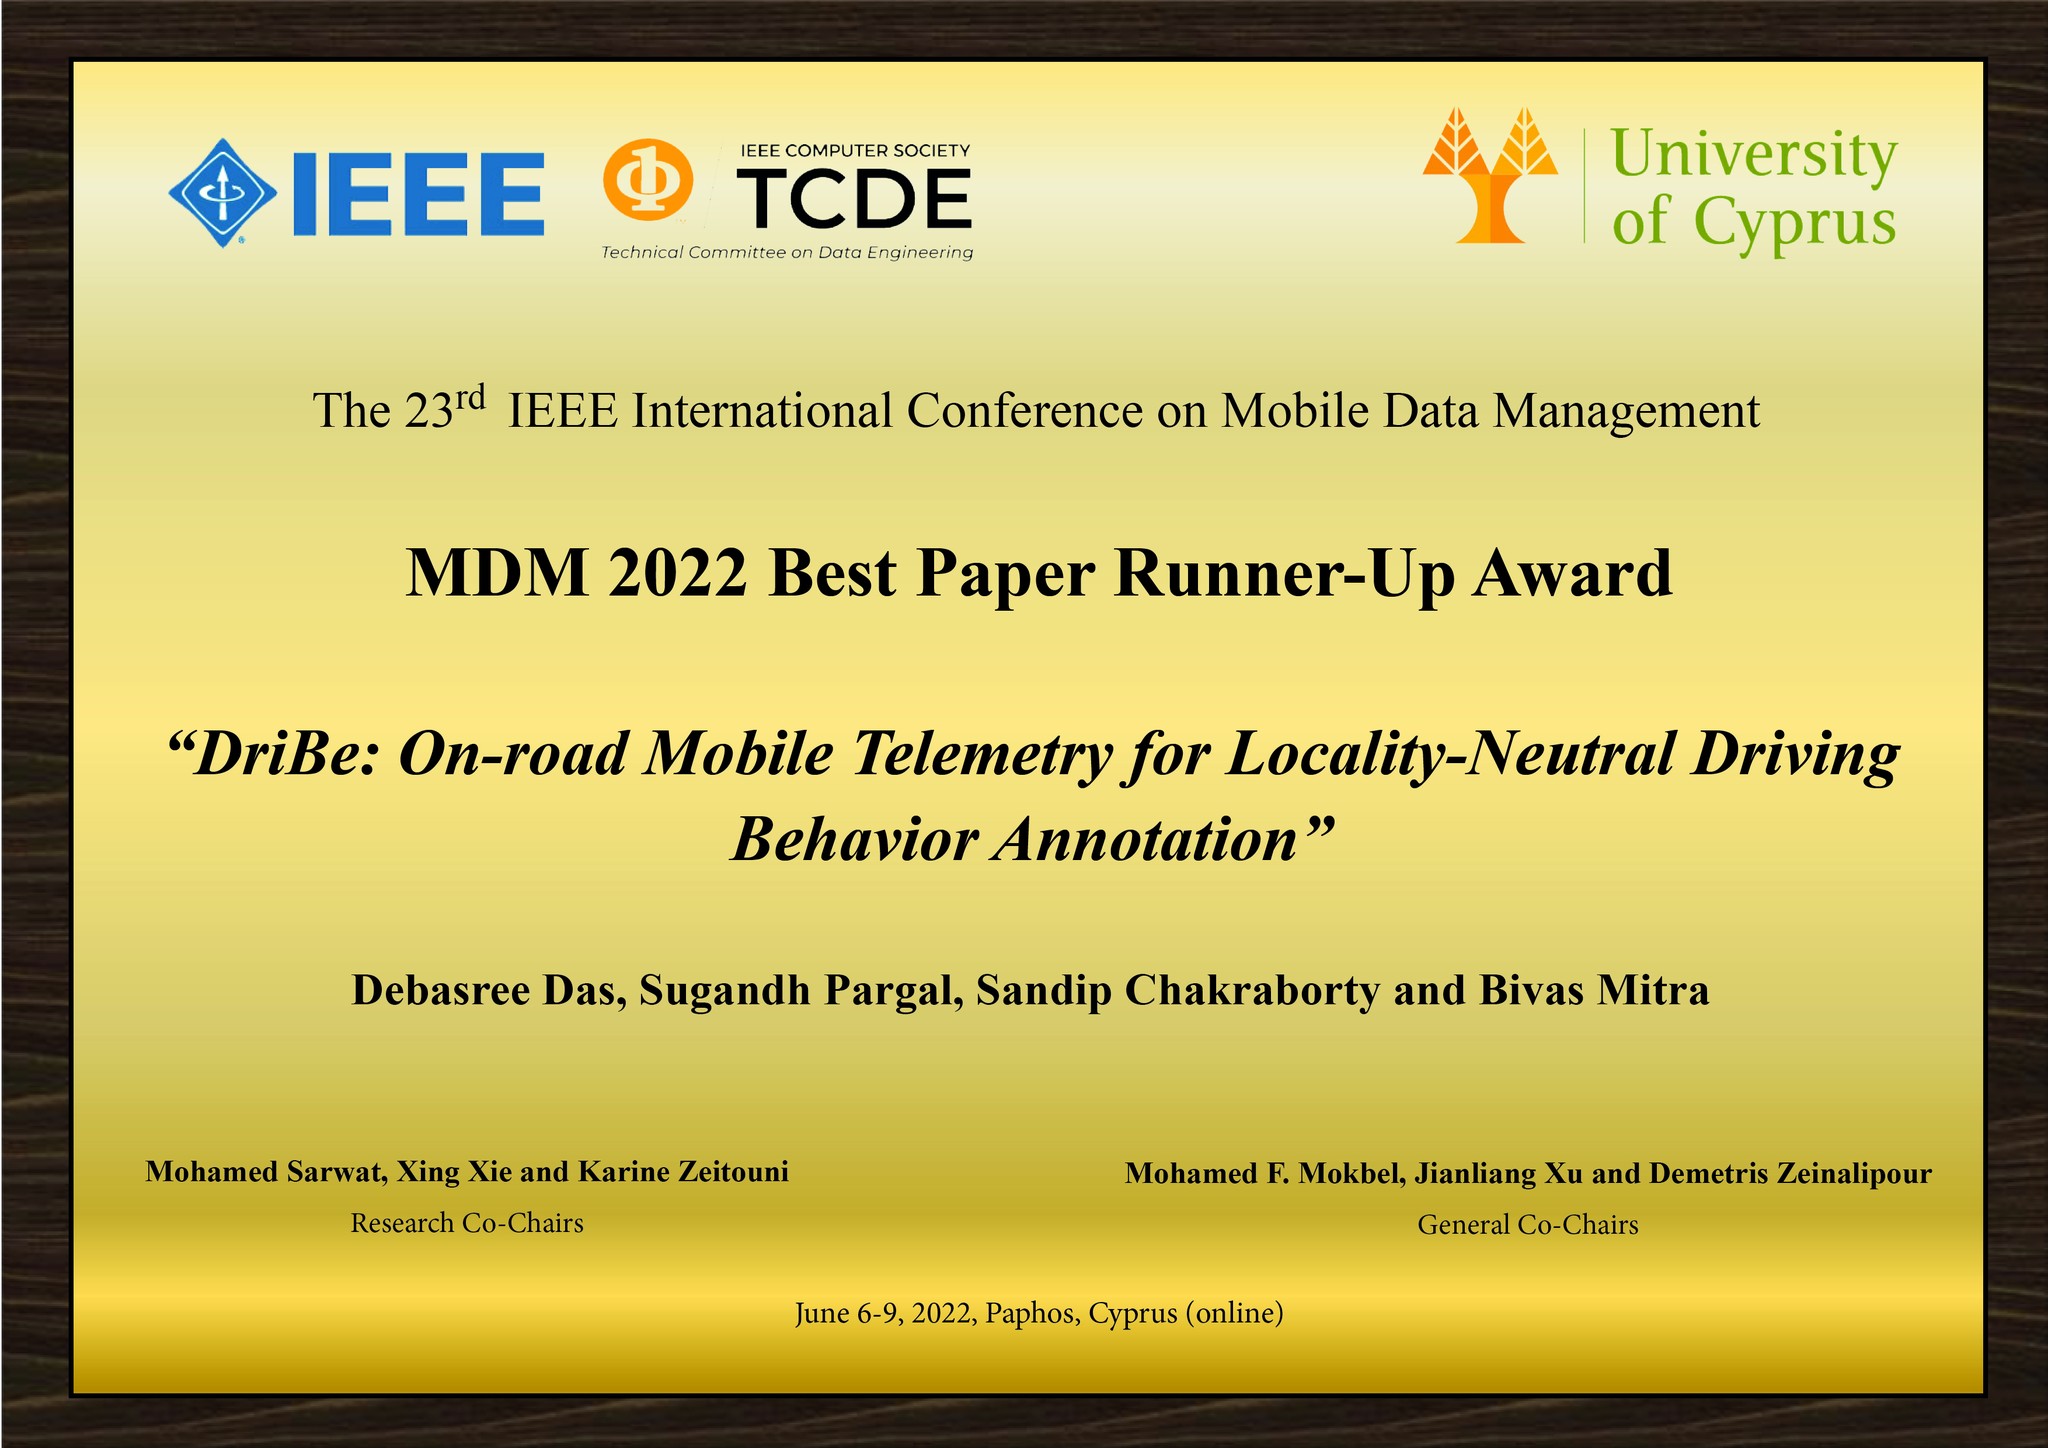 IEEE
IEEE COMPUTER SOCIETY
TCDE
Technical Committee on Data Engineering
University
of Cyprus
The 23rd IEEE International Conference on Mobile Data Management
MDM 2022 Best Paper Runner-Up Award
“DriBe: On-road Mobile Telemetry for Locality-Neutral Driving
Behavior Annotation”
Debasree Das, Sugandh Pargal, Sandip Chakraborty and Bivas Mitra
Mohamed Sarwat, Xing Xie and Karine Zeitouni
Research Co-Chairs
Mohamed F. Mokbel, Jianliang Xu and Demetris Zeinalipour
General Co-Chairs
June 6-9, 2022, Paphos, Cyprus (online)